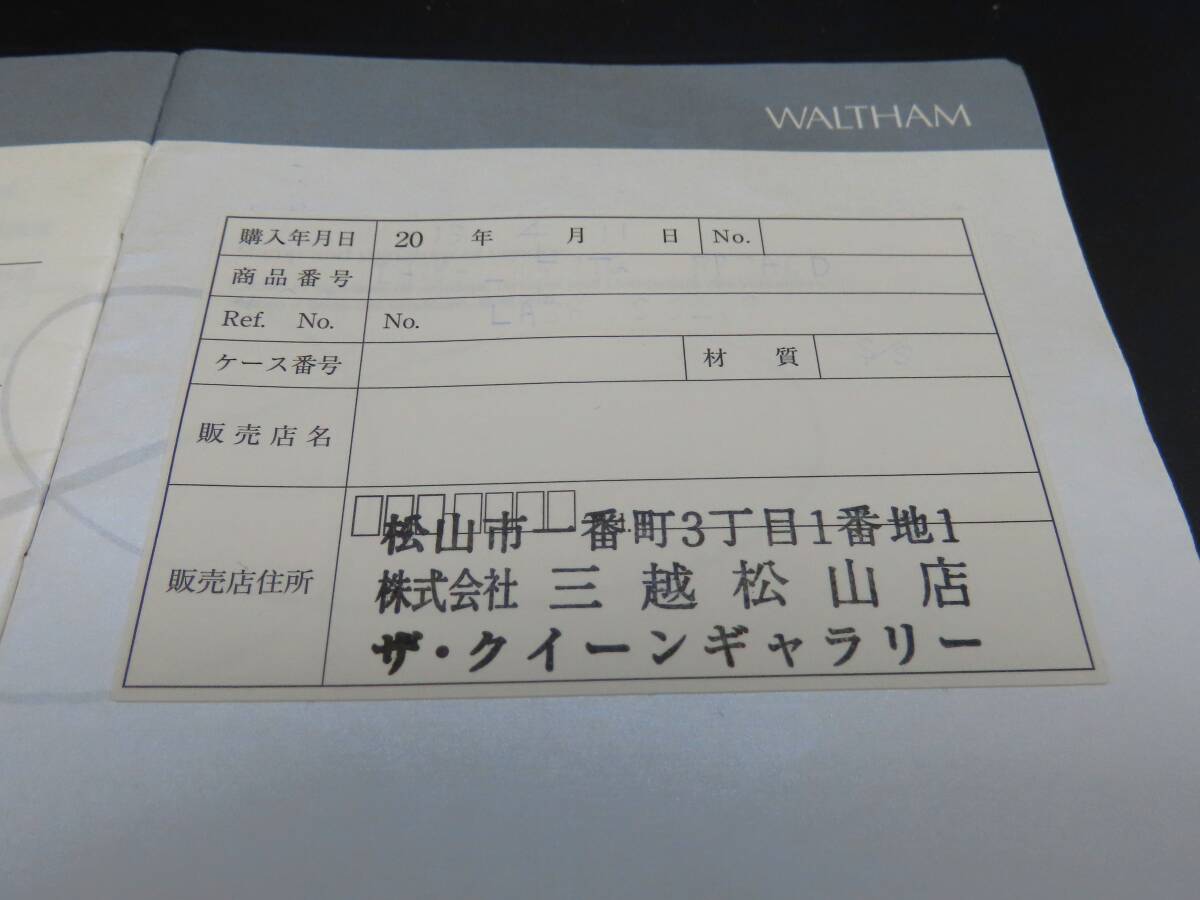 WALTHAM
購入年月日 20 年 月 日 No.
商品番号
Ref. No. No.
ケース番号 材 質
販売店名
販売店住所
松山市一番町3丁目1番地1
株式会社 三越松山店
ザ・クイーンギャラリー